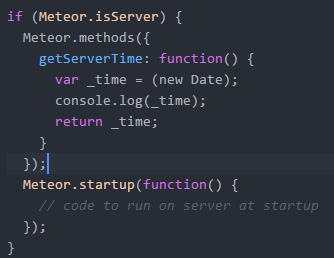 if (Meteor.isServer) {
  Meteor.methods({
    getServerTime: function() {
      var _time = (new Date);
      console.log(_time);
      return _time;
    }
  });
  Meteor.startup(function() {
    // code to run on server at startup
  });
}